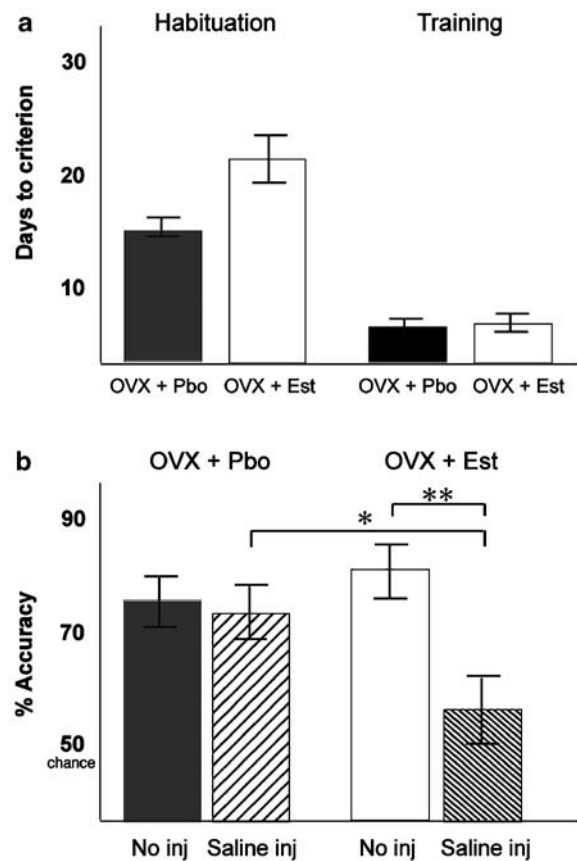 a
Habituation Training
Days to criterion
30
20
10
OVX + Pbo OVX + Est OVX + Pbo OVX + Est
b
OVX + Pbo OVX + Est
% Accuracy
90
70
50
chance
* **
No inj Saline inj No inj Saline inj